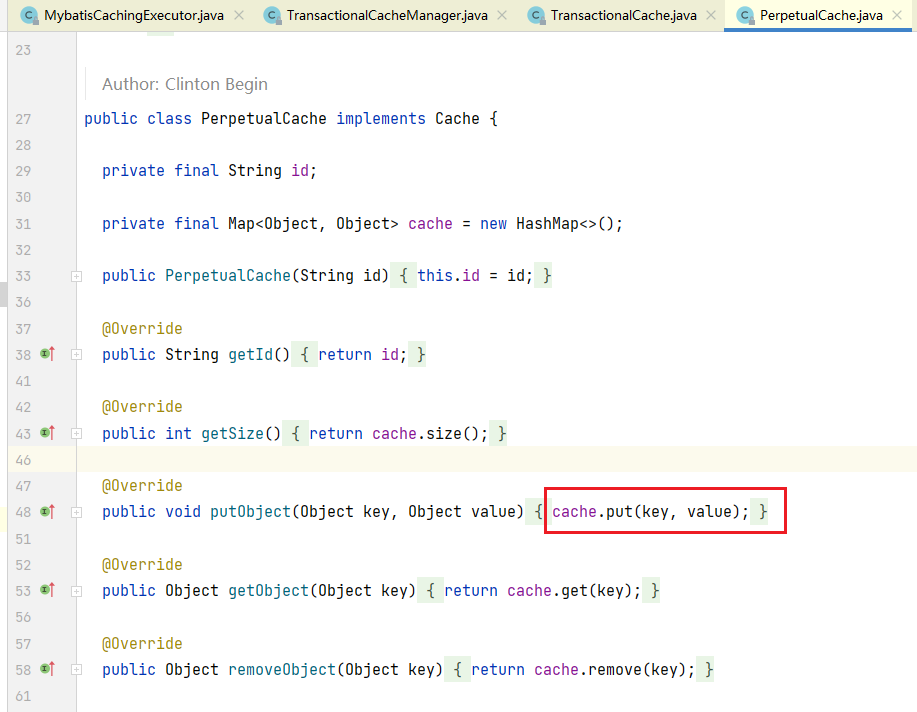 MybatisCachingExecutor.java TransactionalCacheManager.java TransactionalCache.java PerpetualCache.java
23
Author: Clinton Begin
27 public class PerpetualCache implements Cache {
28
29 private final String id;
30
31 private final Map<Object, Object> cache = new HashMap<>();
32
33 public PerpetualCache(String id) { this.id = id; }
36
37 @Override
38 public String getId() { return id; }
41
42 @Override
43 public int getSize() { return cache.size(); }
46
47 @Override
48 public void putObject(Object key, Object value) { cache.put(key, value); }
51
52 @Override
53 public Object getObject(Object key) { return cache.get(key); }
56
57 @Override
58 public Object removeObject(Object key) { return cache.remove(key); }
61